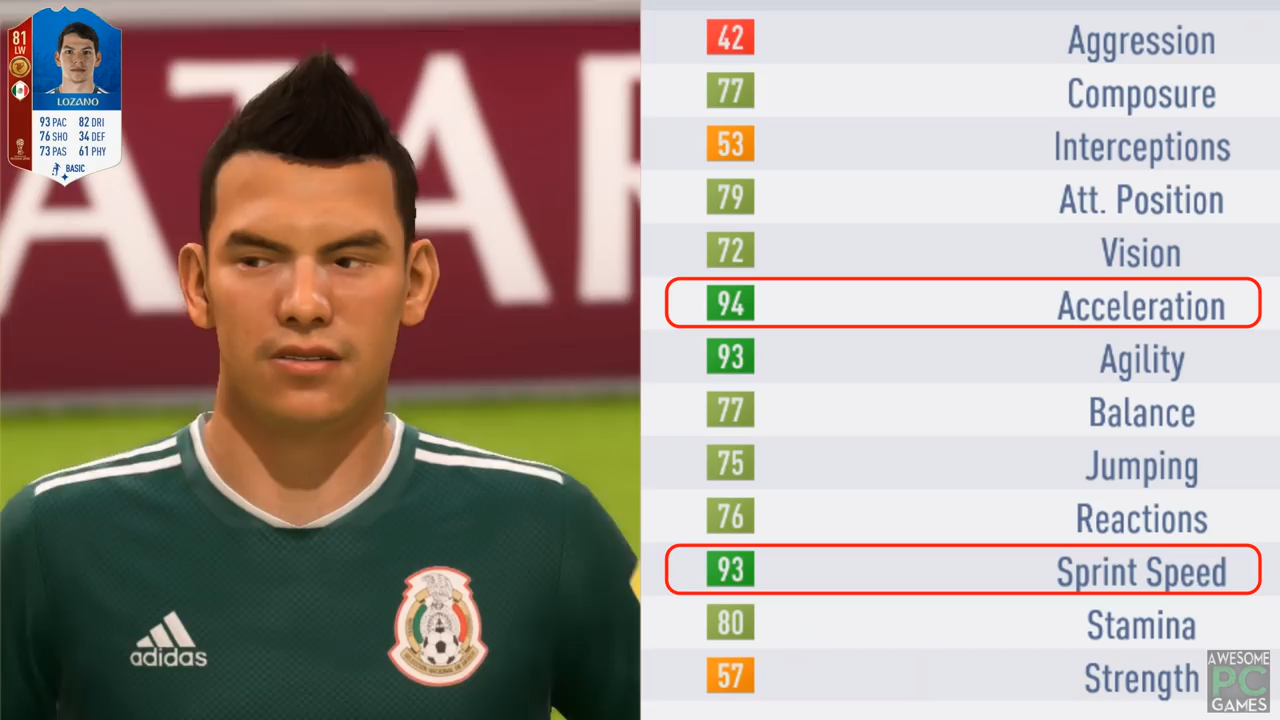 81
LW
LOZANO
93 PAC 82 DRI
76 SHO 34 DEF
73 PAS 61 PHY
BASIC
ATAR
adidas
42 Aggression
77 Composure
53 Interceptions
79 Att. Position
72 Vision
94 Acceleration
93 Agility
77 Balance
75 Jumping
76 Reactions
93 Sprint Speed
80 Stamina
57 Strength
AWESOME
PC
GAMES